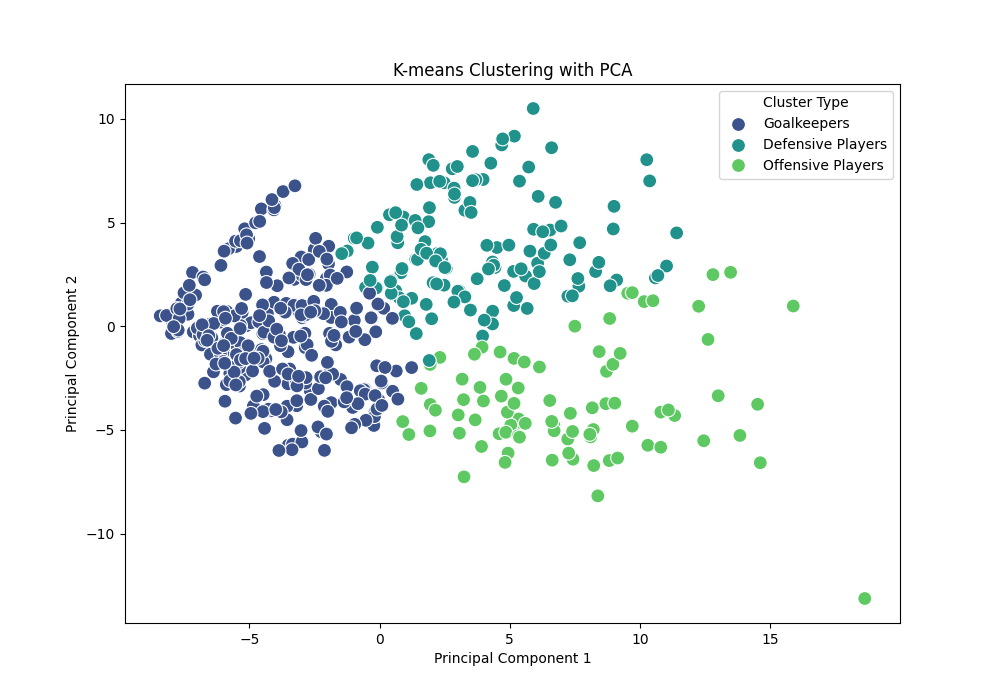 K-means Clustering with PCA
Cluster Type
Goalkeepers
Defensive Players
Offensive Players
10
5
0
−5
−10
Principal Component 2
−5
0
5
10
15
Principal Component 1